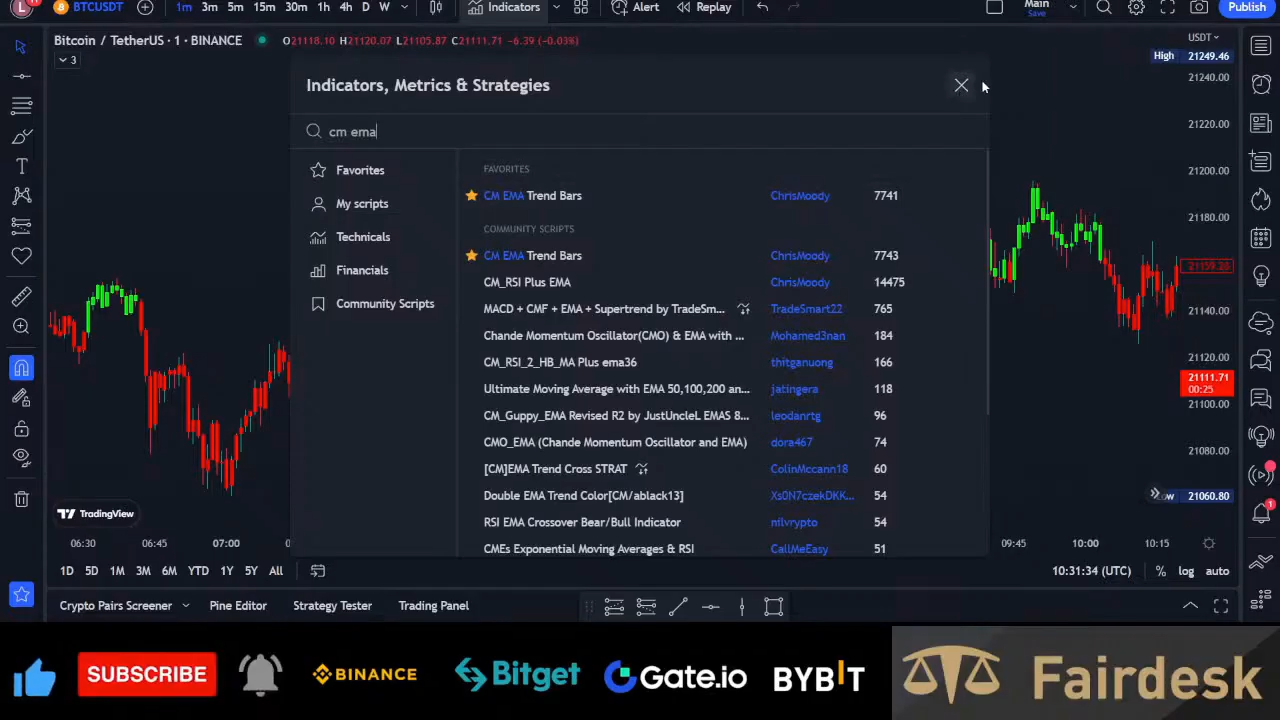 L BTCUSDT 1m 3m 5m 15m 30m 1h 4h D W Indicators Alert Replay Main Save Publish
Bitcoin / TetherUS · 1 · BINANCE O21118.10 H21120.07 L21105.87 C21111.71 -6.39 (-0.03%) USDT
3
High 21249.46
21240.00
Indicators, Metrics & Strategies
21220.00
cm ema
Favorites
My scripts
Technicals
Financials
Community Scripts
FAVORITES
CM EMA Trend Bars ChrisMoody 7741
COMMUNITY SCRIPTS
CM EMA Trend Bars ChrisMoody 7743
CM_RSI Plus EMA ChrisMoody 14475
MACD + CMF + EMA + Supertrend by TradeSm... TradeSmart22 765
Chande Momentum Oscillator(CMO) & EMA with ... Mohamed3nan 184
CM_RSI_2_HB_MA Plus ema36 thitganuong 166
Ultimate Moving Average with EMA 50,100,200 an... jatingera 118
CM_Guppy_EMA Revised R2 by JustUncleL EMAS 8... leodanrtg 96
CMO_EMA (Chande Momentum Oscillator and EMA) dora467 74
[CM]EMA Trend Cross STRAT ColinMccann18 60
Double EMA Trend Color[CM/ablack13] Xs0N7czekDKK... 54
RSI EMA Crossover Bear/Bull Indicator nilvrypto 54
CMEs Exponential Moving Averages & RSI CallMeEasy 51
21200.00
21180.00
21159.26
21140.00
21120.00
21111.71
00:25
21100.00
21080.00
21060.80
TradingView
06:30 06:45 07:00 09:45 10:00 10:15
1D 5D 1M 3M 6M YTD 1Y 5Y All 10:31:34 (UTC) % log auto
Crypto Pairs Screener Pine Editor Strategy Tester Trading Panel
1
SUBSCRIBE BINANCE Bitget Gate.io BYBIT Fairdesk